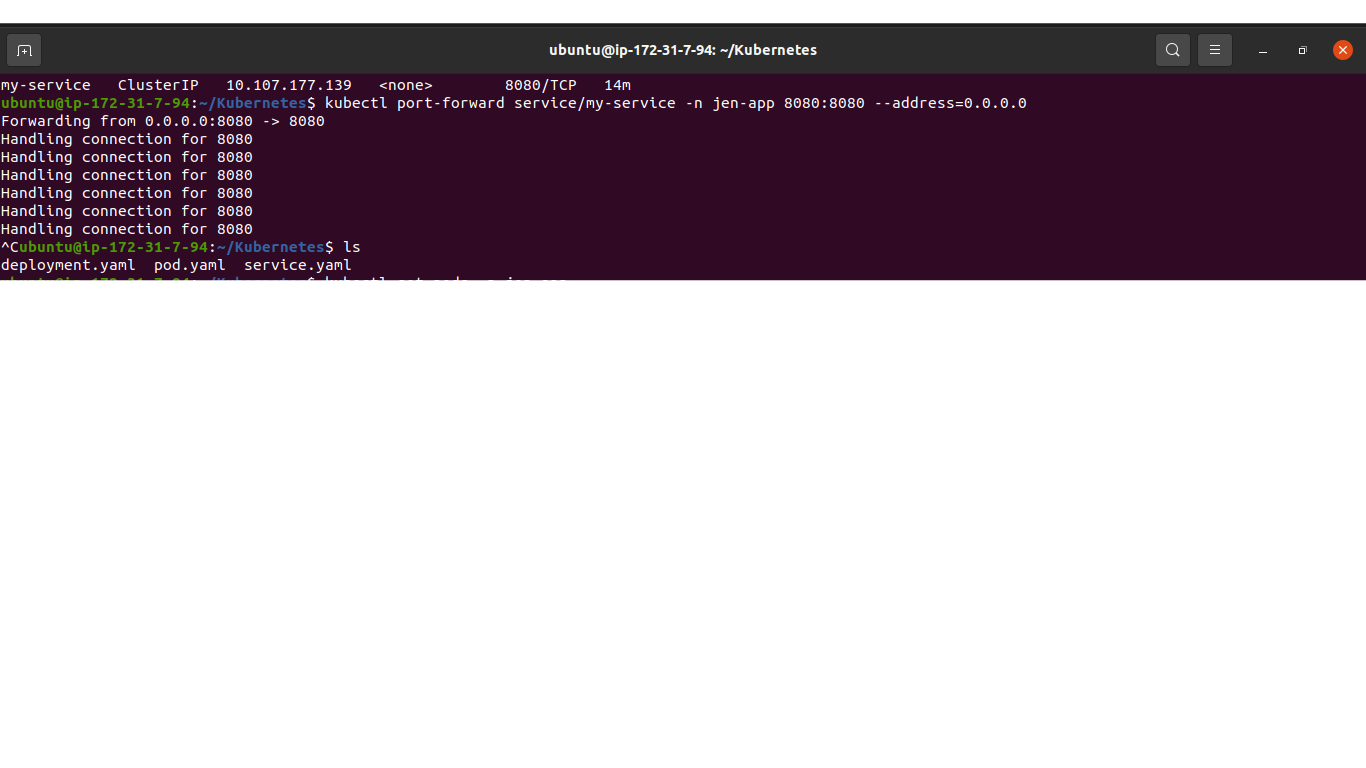 ubuntu@ip-172-31-7-94: ~/Kubernetes
my-service   ClusterIP   10.107.177.139   <none>        8080/TCP   14m
ubuntu@ip-172-31-7-94:~/Kubernetes$ kubectl port-forward service/my-service -n jen-app 8080:8080 --address=0.0.0.0
Forwarding from 0.0.0.0:8080 -> 8080
Handling connection for 8080
Handling connection for 8080
Handling connection for 8080
Handling connection for 8080
Handling connection for 8080
Handling connection for 8080
^Cubuntu@ip-172-31-7-94:~/Kubernetes$ ls
deployment.yaml  pod.yaml  service.yaml